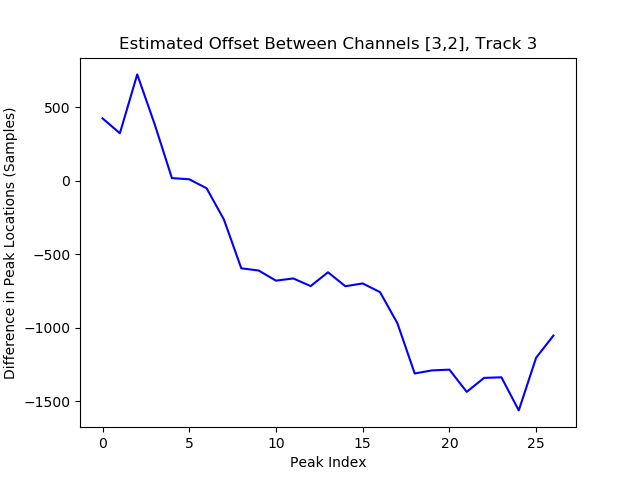 Estimated Offset Between Channels [3,2], Track 3
Difference in Peak Locations (Samples)
500
0
−500
−1000
−1500
0 5 10 15 20 25
Peak Index